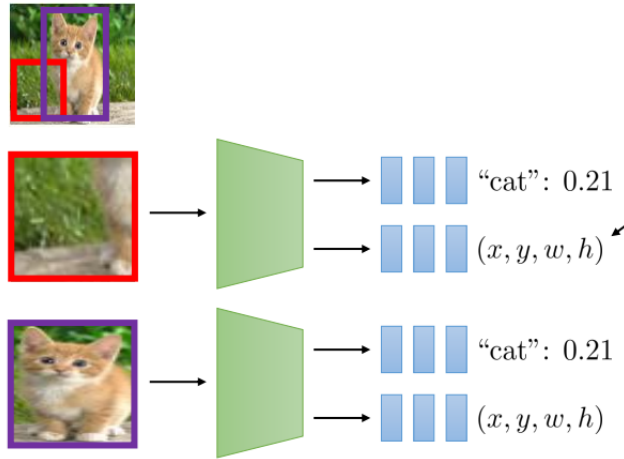 “cat”: 0.21
(x, y, w, h)
“cat”: 0.21
(x, y, w, h)